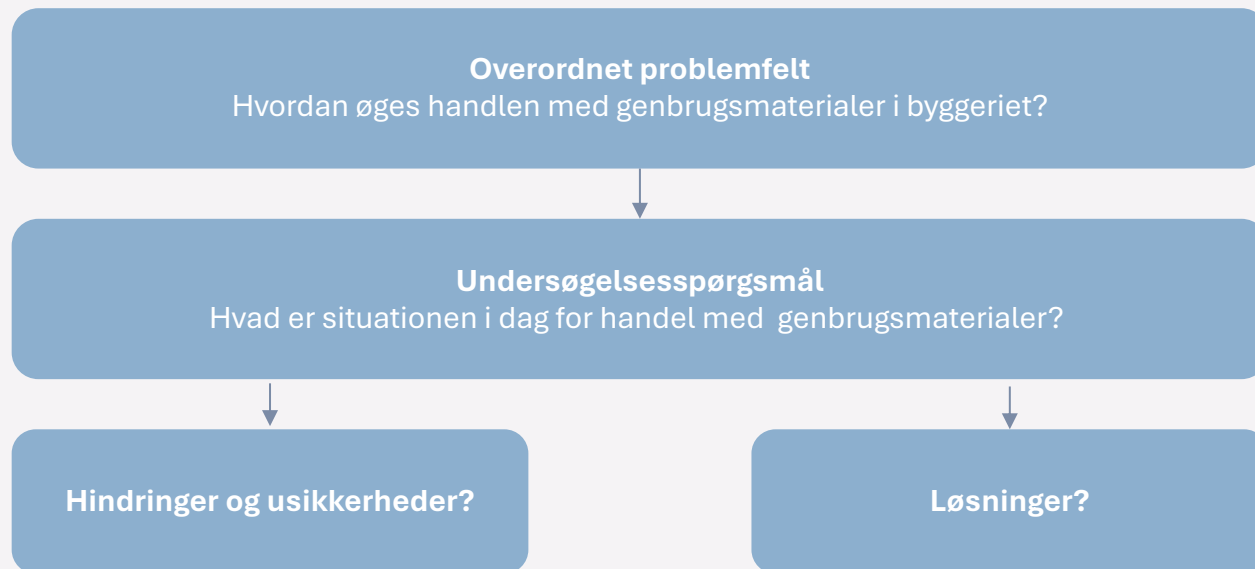 Overordnet problemfelt
Hvordan øges handlen med genbrugsmaterialer i byggeriet?
Undersøgelsesspørgsmål
Hvad er situationen i dag for handel med  genbrugsmaterialer?
Hindringer og usikkerheder?
Løsninger?